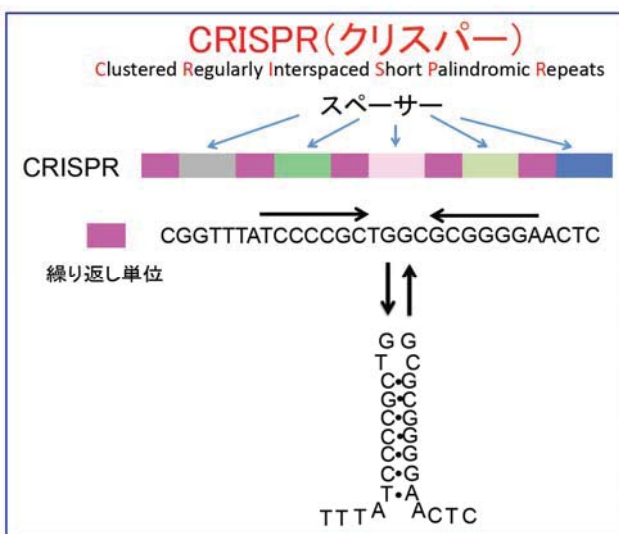 CRISPR(クリスパー)
Clustered Regularly Interspaced Short Palindromic Repeats
スペーサー
CRISPR
CGGTTTATCCCCGCTGGCGCGGGGAACTC
繰り返し単位
G G
T C
C•G
G•C
C•G
C•G
C•G
C•G
T•A
TTTA AACTC